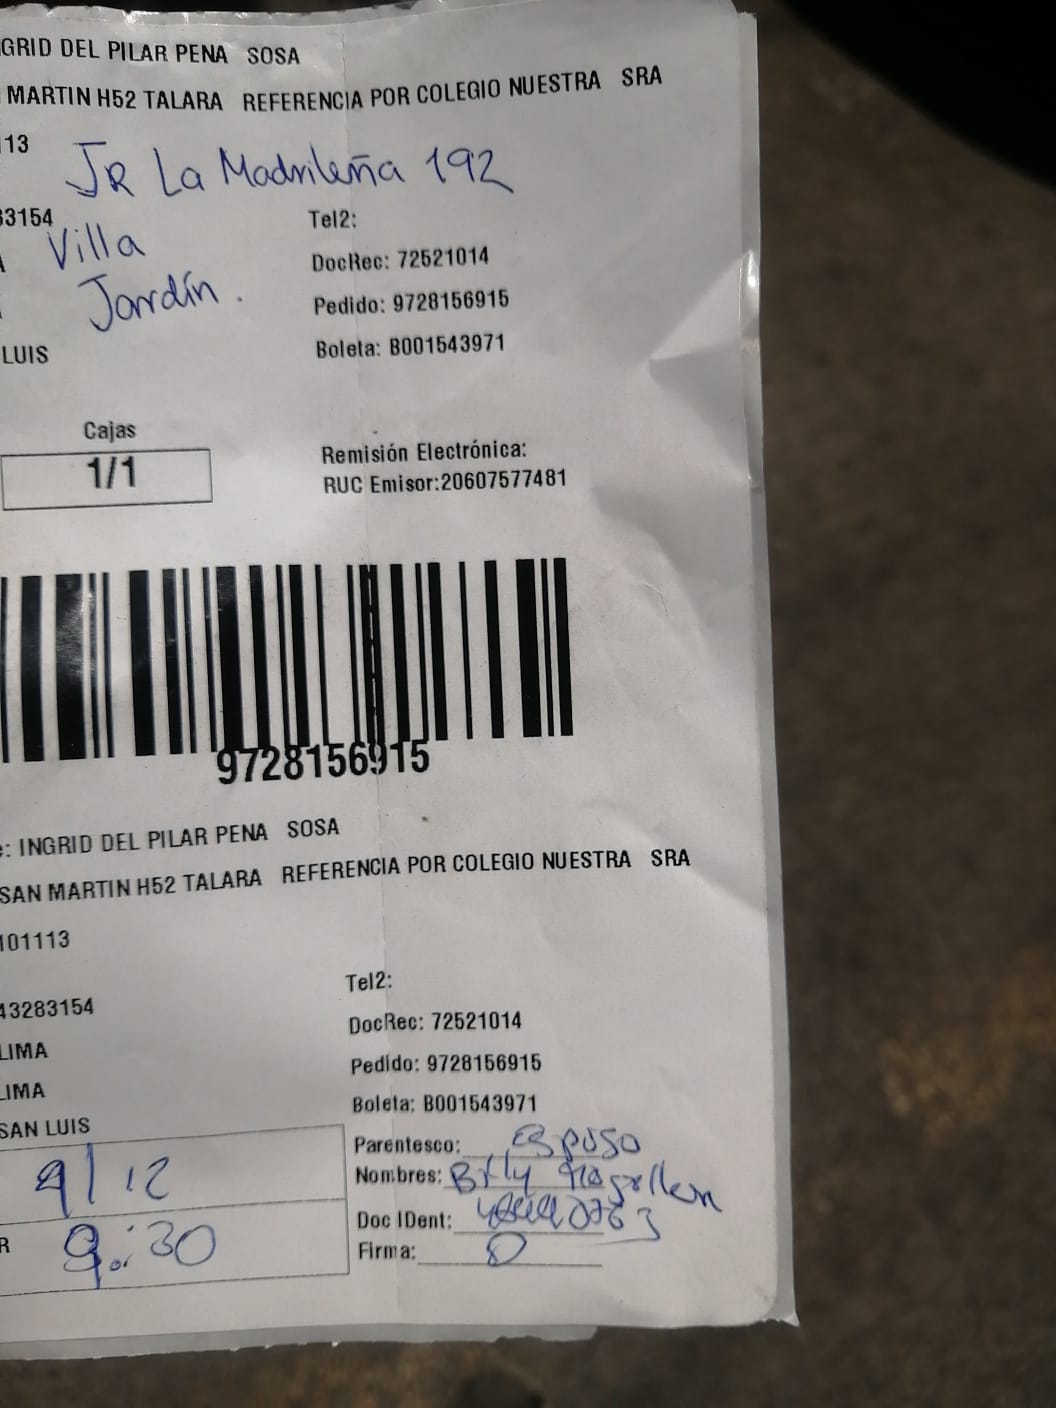 GRID DEL PILAR PENA SOSA
MARTIN H52 TALARA REFERENCIA POR COLEGIO NUESTRA SRA
113
JR La Madrileña 192
33154
Tel2:
Villa
DocRec: 72521014
Jardín.
Pedido: 9728156915
LUIS
Boleta: B001543971
Cajas
1/1
Remisión Electrónica:
RUC Emisor:20607577481
9728156915
e: INGRID DEL PILAR PENA SOSA
SAN MARTIN H52 TALARA REFERENCIA POR COLEGIO NUESTRA SRA
101113
Tel2:
43283154
DocRec: 72521014
LIMA
Pedido: 9728156915
LIMA
Boleta: B001543971
SAN LUIS
Parentesco: Esposo
9/12
Nombres: Billy
Doc IDent:
R 9:30
Firma: